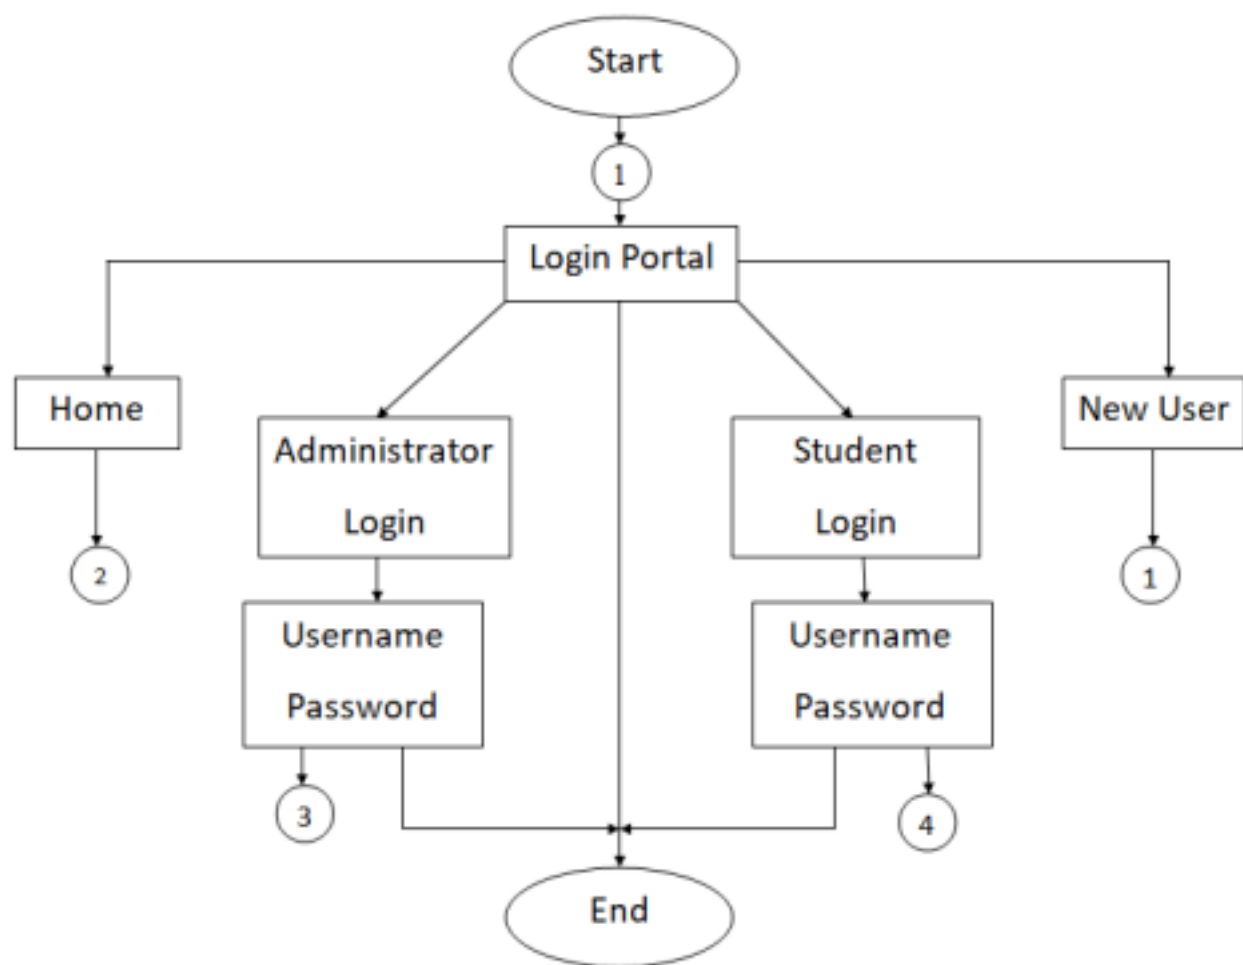 Start
1
Login Portal
Home
New User
Administrator
Login
Student
Login
2
1
Username
Password
Username
Password
3
4
End